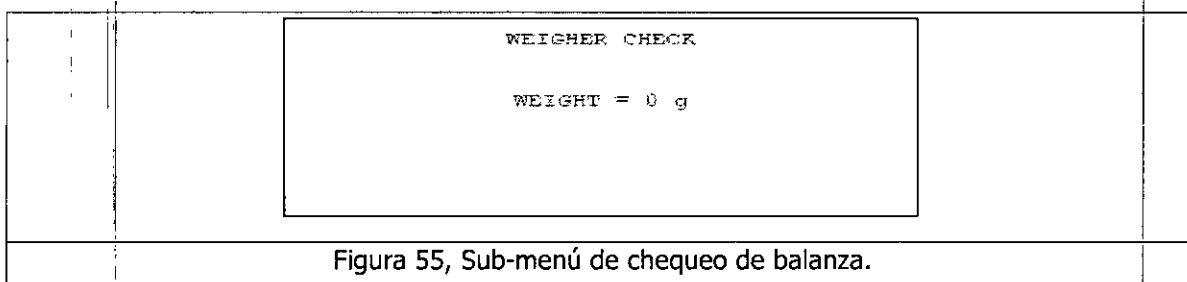 WEIGHER CHECK
WEIGHT = 0 g
Figura 55, Sub-menú de chequeo de balanza.